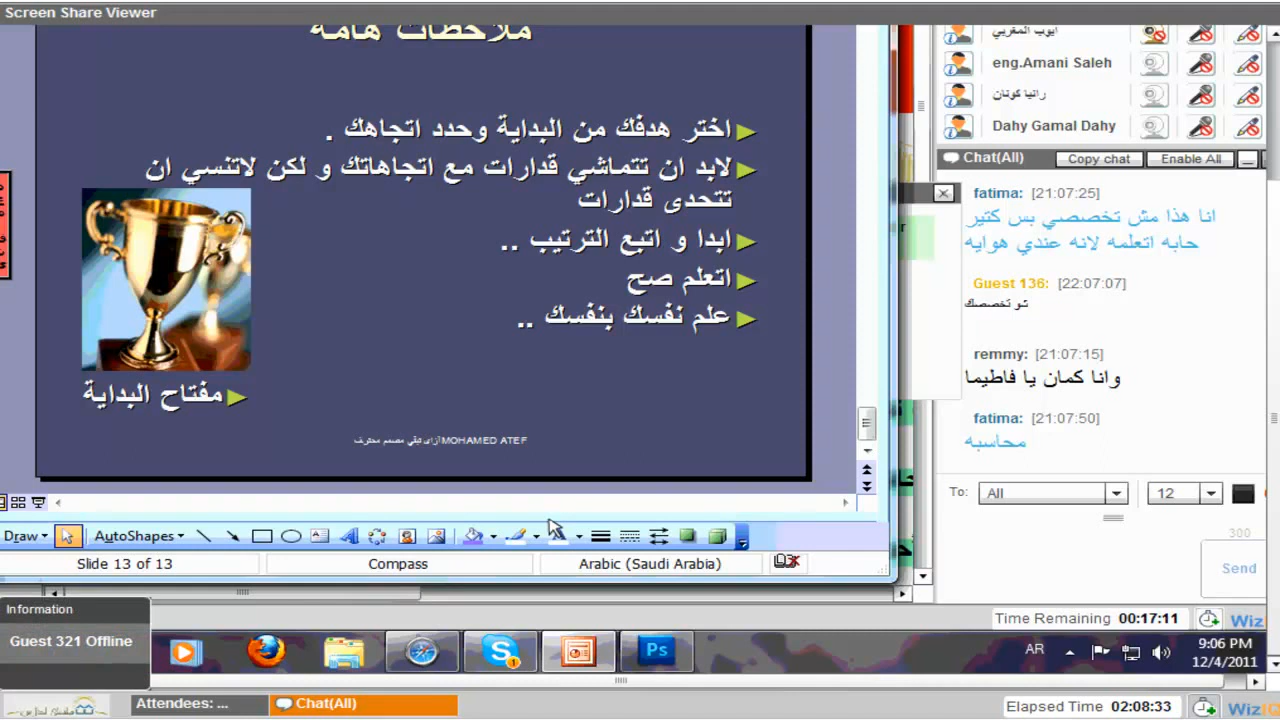 Screen Share Viewer
ملاحظات هامة
اختر هدفك من البداية وحدد اتجاهك .
لابد ان تتماشي قدارات مع اتجاهاتك و لكن لاتنسي ان
تتحدى قدارات
ابدا و اتبع الترتيب ..
اتعلم صح
علم نفسك بنفسك ..
مفتاح البداية
MOHAMED ATEF
Draw
AutoShapes
Slide 13 of 13
Compass
Arabic (Saudi Arabia)
ايوب المغربي
eng.Amani Saleh
رانيا كونان
Dahy Gamal Dahy
Chat(All)
Copy chat
Enable All
fatima: [21:07:25]
انا هذا مش تخصصي بس كتير
حابه اتعلمه لانه عندي هوايه
Guest 136: [22:07:07]
شو تخصصك
remmy: [21:07:15]
وانا كمان يا فاطيما
fatima: [21:07:50]
محاسبه
To: All 12
300
Send
Time Remaining 00:17:11
Wiz
Information
Guest 321 Offline
AR
9:06 PM
12/4/2011
Attendees: ...
Chat(All)
Elapsed Time 02:08:33
WizIQ